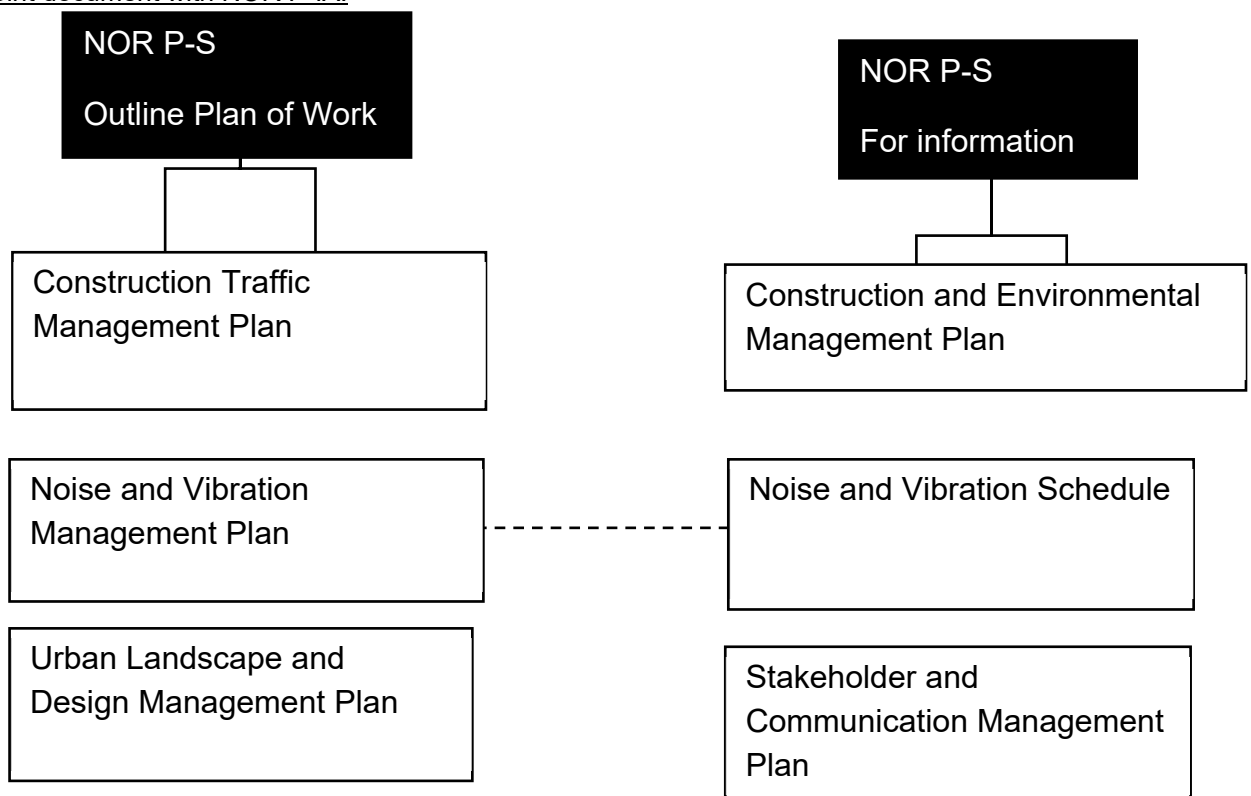 NOR P-S
Outline Plan of Work
Construction Traffic
Management Plan
Noise and Vibration
Management Plan
Urban Landscape and
Design Management Plan
NOR P-S
For information
Construction and Environmental
Management Plan
Noise and Vibration Schedule
Stakeholder and
Communication Management
Plan